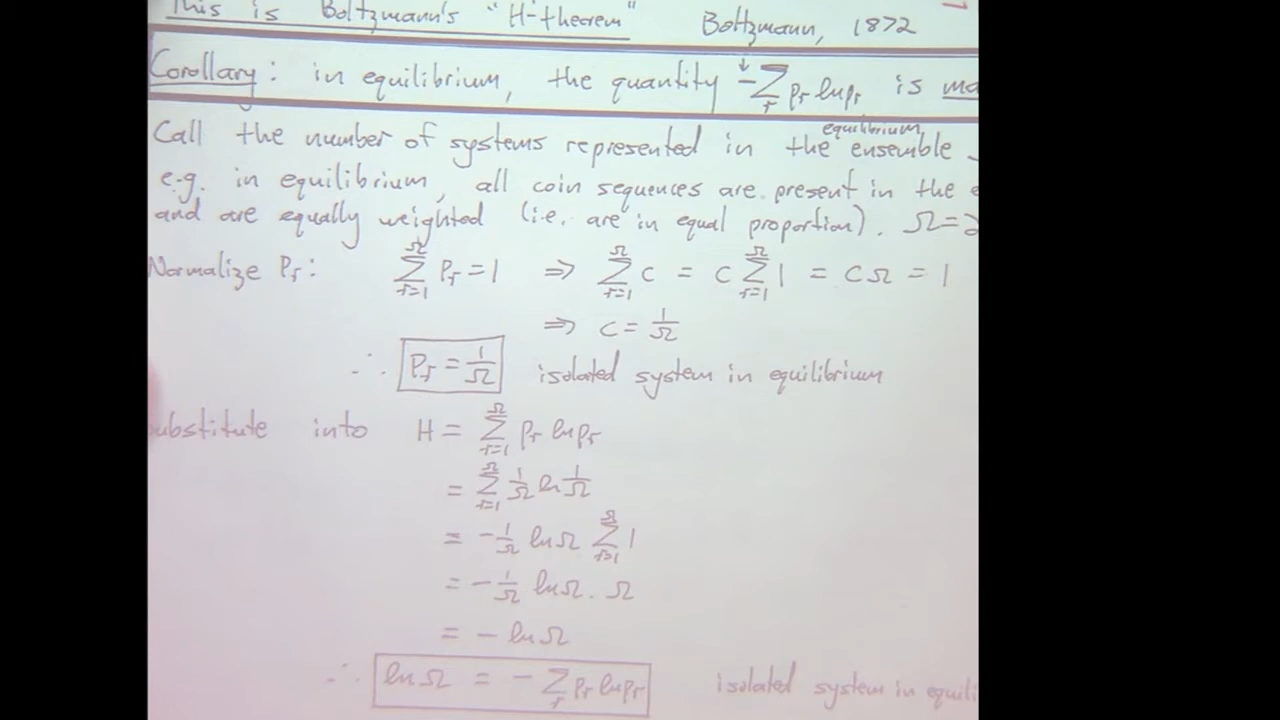 This is Boltzmann's "H-theorem" Boltzmann, 1872
Corollary: in equilibrium, the quantity ↓ -Σ_r p_r ln p_r is
equilibrium
Call the number of systems represented in the ensemble
e.g. in equilibrium, all coin sequences are present in the
and are equally weighted (i.e. are in equal proportion). Ω=2
Normalize P_r: Σ_{r=1}^{Ω} P_r = 1 ⇒ Σ_{r=1}^{Ω} C = C Σ_{r=1}^{Ω} 1 = CΩ = 1
⇒ C = 1/Ω
∴ P_r = 1/Ω isolated system in equilibrium
substitute into H = Σ_{r=1}^{Ω} p_r ln p_r
= Σ_{r=1}^{Ω} 1/Ω ln 1/Ω
= -1/Ω ln Ω Σ_{r=1}^{Ω} 1
= -1/Ω ln Ω . Ω
= - ln Ω
∴ ln Ω = - Σ_r p_r ln p_r isolated system in equili